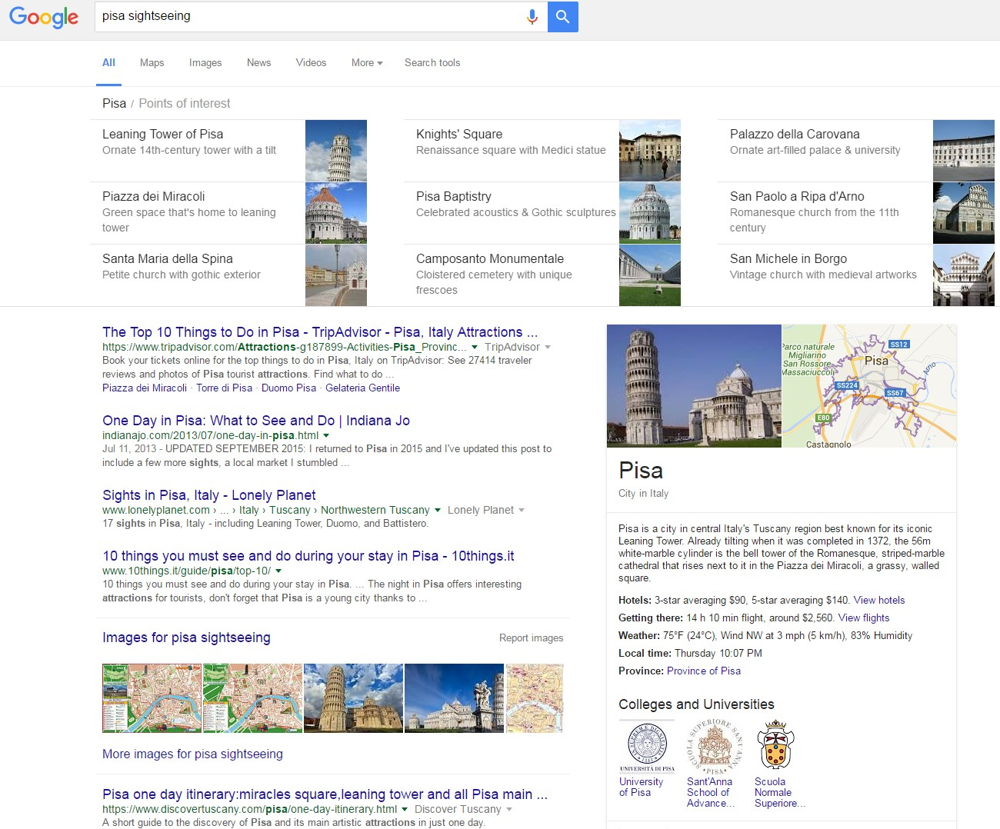 Google
pisa sightseeing
All Maps Images News Videos More Search tools
Pisa / Points of interest
Leaning Tower of Pisa
Ornate 14th-century tower with a tilt
Knights' Square
Renaissance square with Medici statue
Palazzo della Carovana
Ornate art-filled palace & university
Piazza dei Miracoli
Green space that's home to leaning
tower
Pisa Baptistry
Celebrated acoustics & Gothic sculptures
San Paolo a Ripa d'Arno
Romanesque church from the 11th
century
Santa Maria della Spina
Petite church with gothic exterior
Camposanto Monumentale
Cloistered cemetery with unique
frescoes
San Michele in Borgo
Vintage church with medieval artworks
The Top 10 Things to Do in Pisa - TripAdvisor - Pisa, Italy Attractions ...
https://www.tripadvisor.com/Attractions-g187899-Activities-Pisa_Provinc... TripAdvisor
Book your tickets online for the top things to do in Pisa, Italy on TripAdvisor: See 27414 traveler
reviews and photos of Pisa tourist attractions. Find what to do ...
Piazza dei Miracoli · Torre di Pisa · Duomo Pisa · Gelateria Gentile
One Day in Pisa: What to See and Do | Indiana Jo
indianajo.com/2013/07/one-day-in-pisa.html
Jul 11, 2013 - UPDATED SEPTEMBER 2015: I returned to Pisa in 2015 and I've updated this post to
include a few more sights, a local market I stumbled ...
Sights in Pisa, Italy - Lonely Planet
www.lonelyplanet.com › ... › Italy › Tuscany › Northwestern Tuscany Lonely Planet
17 sights in Pisa, Italy - including Leaning Tower, Duomo, and Battistero.
10 things you must see and do during your stay in Pisa - 10things.it
www.10things.it/guide/pisa/top-10/
10 things you must see and do during your stay in Pisa. ... The night in Pisa offers interesting
attractions for tourists, don't forget that Pisa is a young city thanks to ...
Images for pisa sightseeing
Report images
More images for pisa sightseeing
Pisa one day itinerary:miracles square,leaning tower and all Pisa main ...
https://www.discovertuscany.com/pisa/one-day-itinerary.html Discover Tuscany
A short guide to the discovery of Pisa and its main artistic attractions in just one day.
Parco naturale
Migliarino
San Rossore
Massaciuccoli
SS12
Pisa
Arno
SS224
SS67
E80
Castagnolo
Pisa
City in Italy
Pisa is a city in central Italy's Tuscany region best known for its iconic
Leaning Tower. Already tilting when it was completed in 1372, the 56m
white-marble cylinder is the bell tower of the Romanesque, striped-marble
cathedral that rises next to it in the Piazza dei Miracoli, a grassy, walled
square.
Hotels: 3-star averaging $90, 5-star averaging $140. View hotels
Getting there: 14 h 10 min flight, around $2,560. View flights
Weather: 75°F (24°C), Wind NW at 3 mph (5 km/h), 83% Humidity
Local time: Thursday 10:07 PM
Province: Province of Pisa
Colleges and Universities
IN SUPREMÆ DIGNITATIS
1343
UNIVERSITÀ DI PISA
SCUOLA SUPERIORE SANT'ANNA
·PISA·
University
of Pisa
Sant'Anna
School of
Advance...
Scuola
Normale
Superiore...